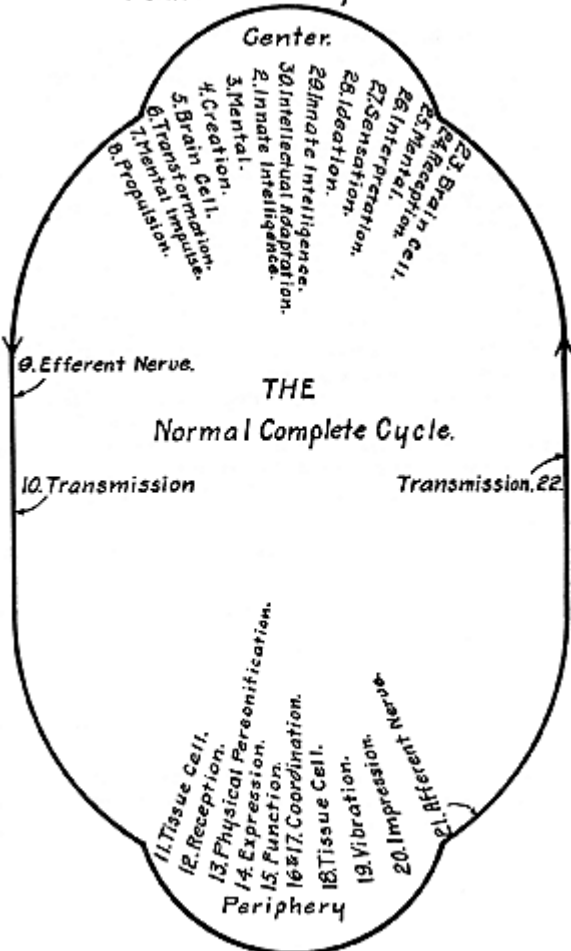 Center.
8. Propulsion.
7. Mental Impulse.
6. Transformation.
5. Brain Cell.
4. Creation.
3. Mental.
2. Innate Intelligence.
30. Intellectual Adaptation.
29. Innate Intelligence.
28. Ideation.
27. Sensation.
26. Interpretation.
25. Mental.
24. Reception.
23. Brain Cell.
9. Efferent Nerve.
THE
Normal Complete Cycle.
10. Transmission
Transmission. 22
11. Tissue Cell.
12. Reception.
13. Physical Personification.
14. Expression.
15. Function.
16 & 17. Coordination.
18. Tissue Cell.
19. Vibration.
20. Impression.
21. Afferent Nerve.
Periphery